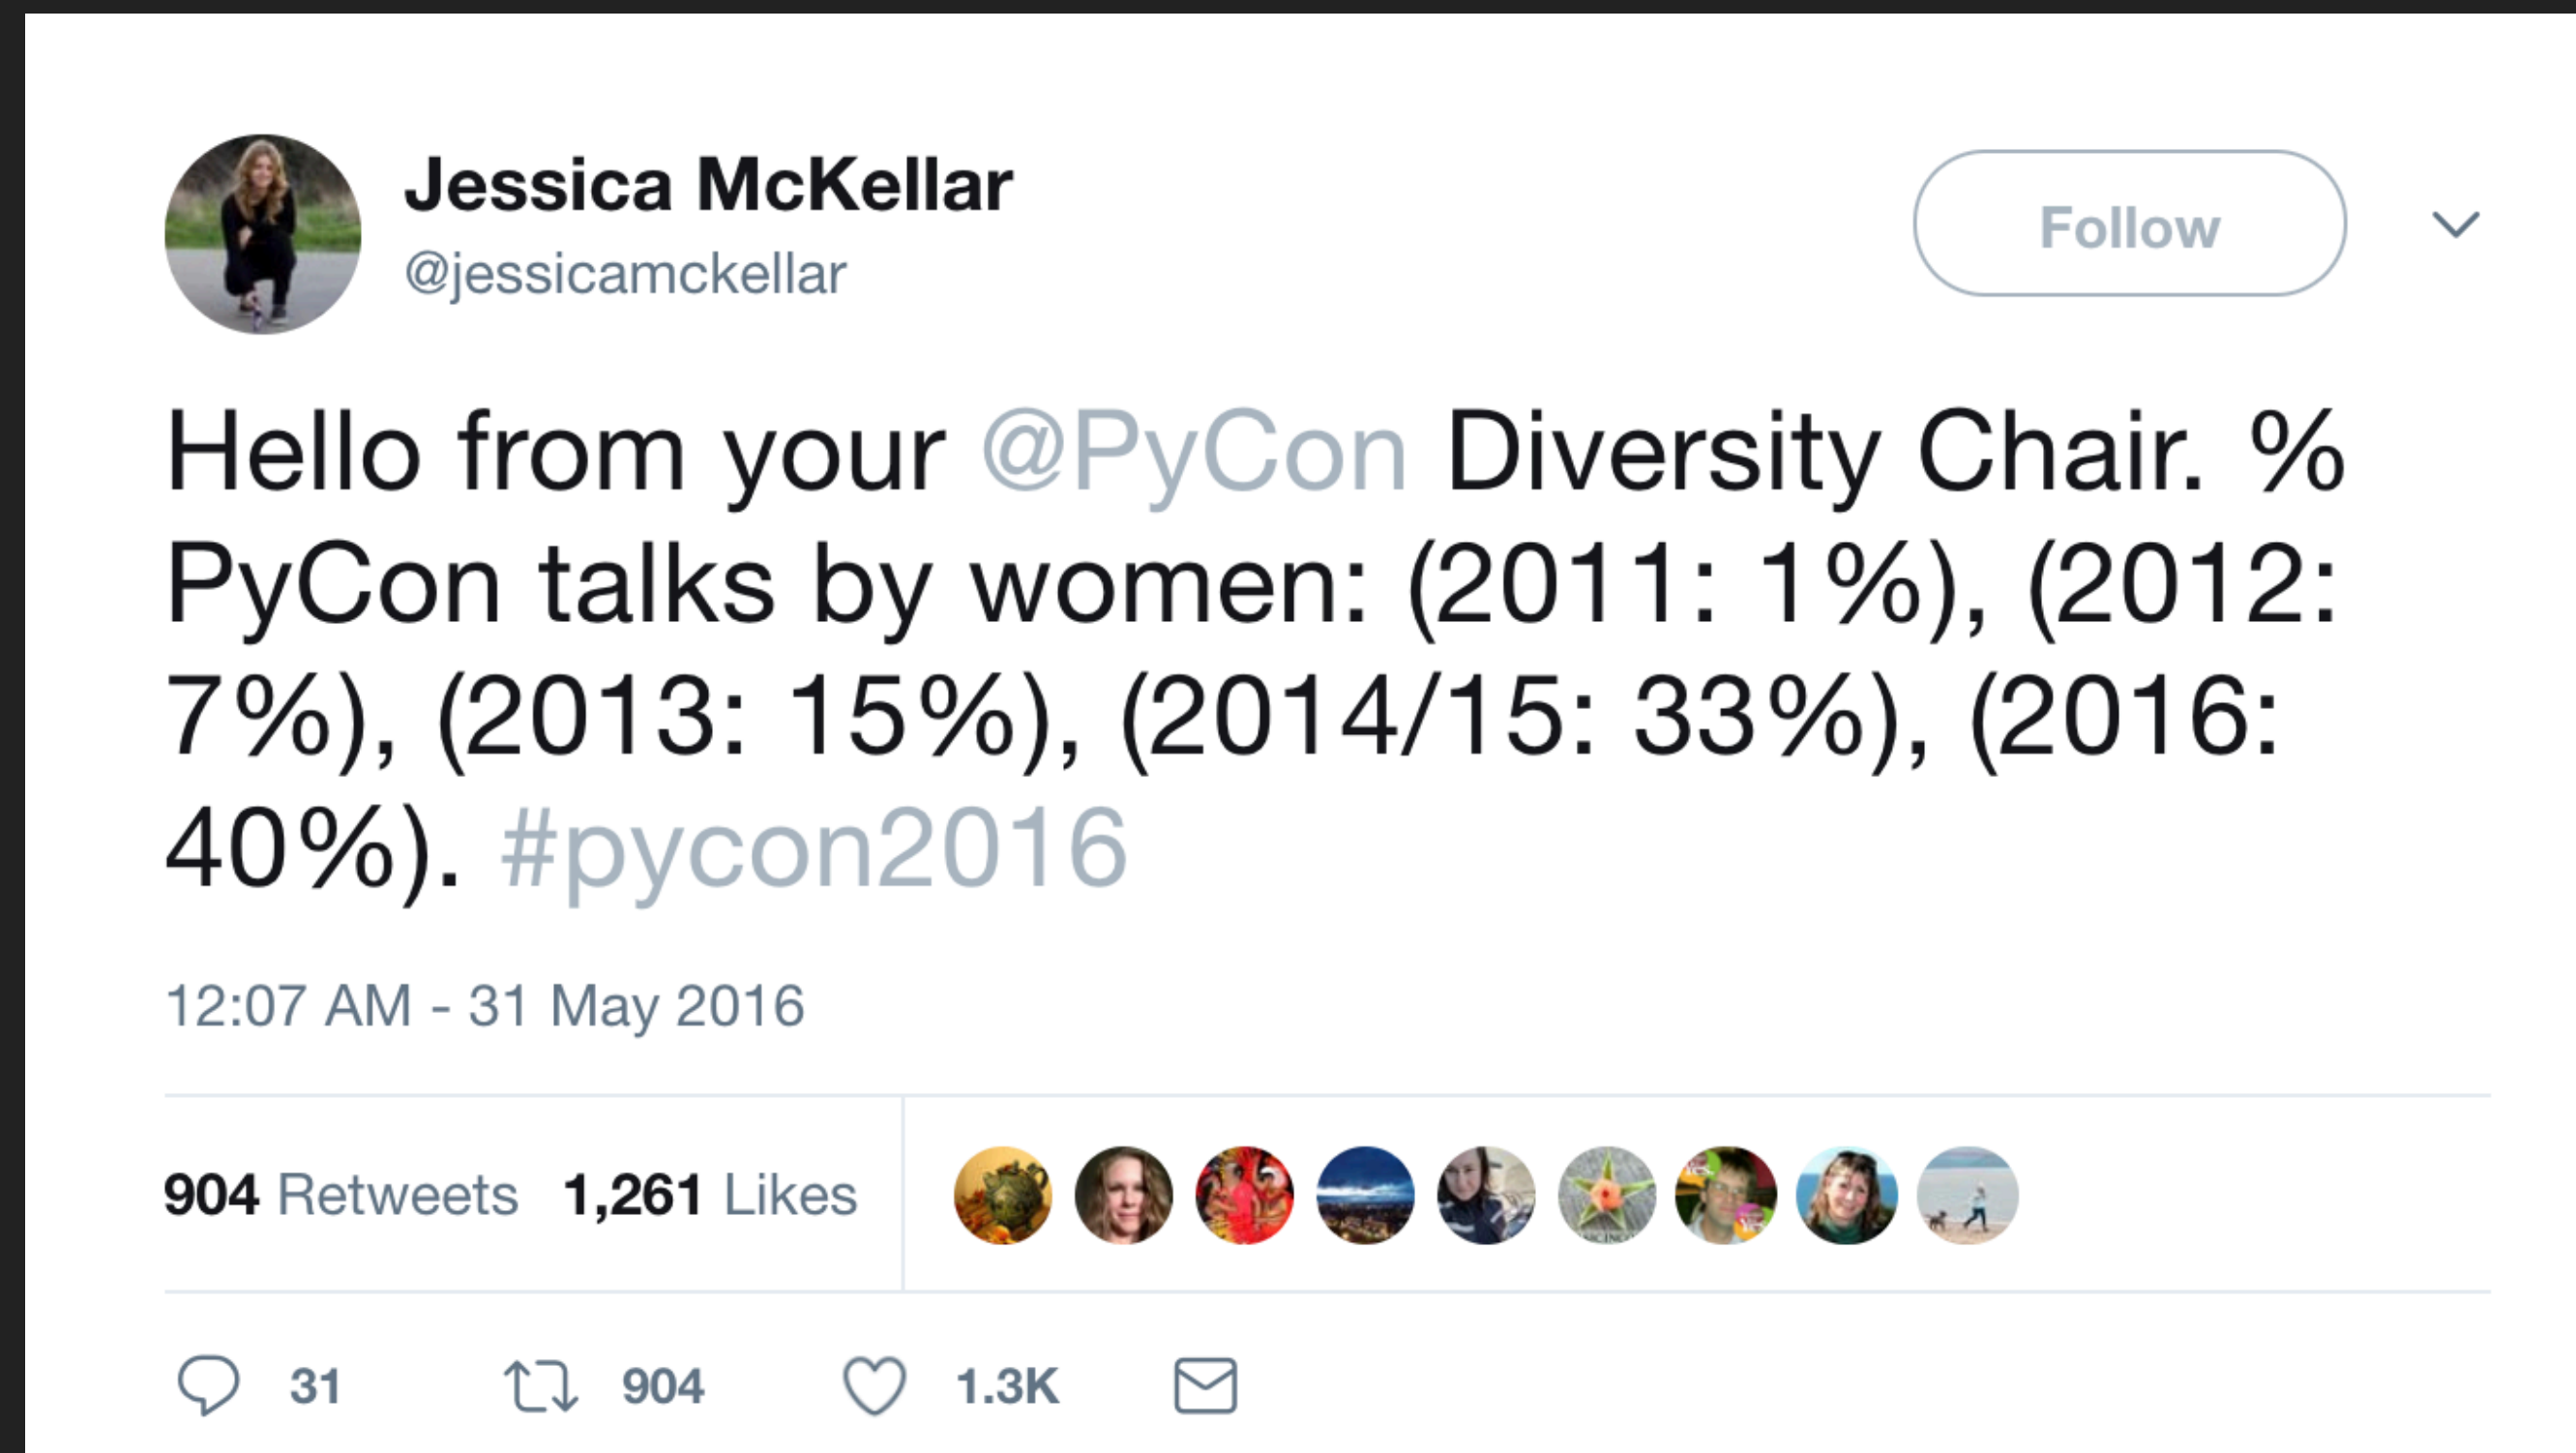 Jessica McKellar
@jessicamckellar
Follow
Hello from your @PyCon Diversity Chair. %
PyCon talks by women: (2011: 1%), (2012:
7%), (2013: 15%), (2014/15: 33%), (2016:
40%). #pycon2016
12:07 AM - 31 May 2016
904 Retweets 1,261 Likes
31 904 1.3K